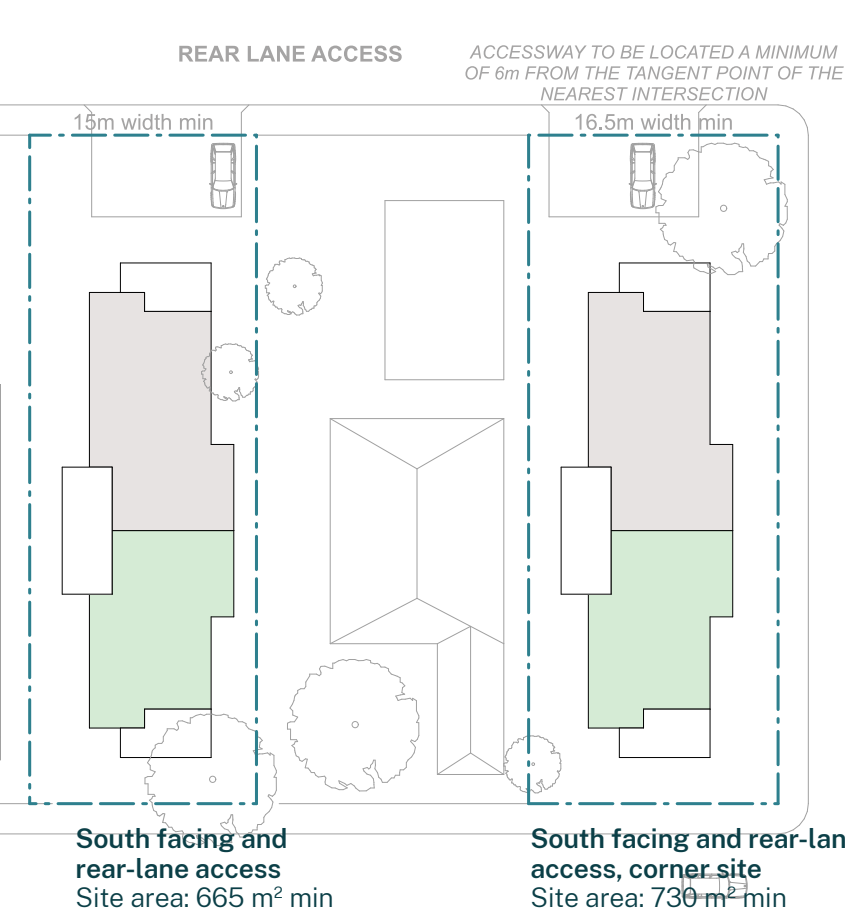 REAR LANE ACCESS
ACCESSWAY TO BE LOCATED A MINIMUM
OF 6m FROM THE TANGENT POINT OF THE
NEAREST INTERSECTION
15m width min
16.5m width min
South facing and
rear-lane access
Site area: 665 m² min
South facing and rear-lan
access, corner site
Site area: 730 m² min